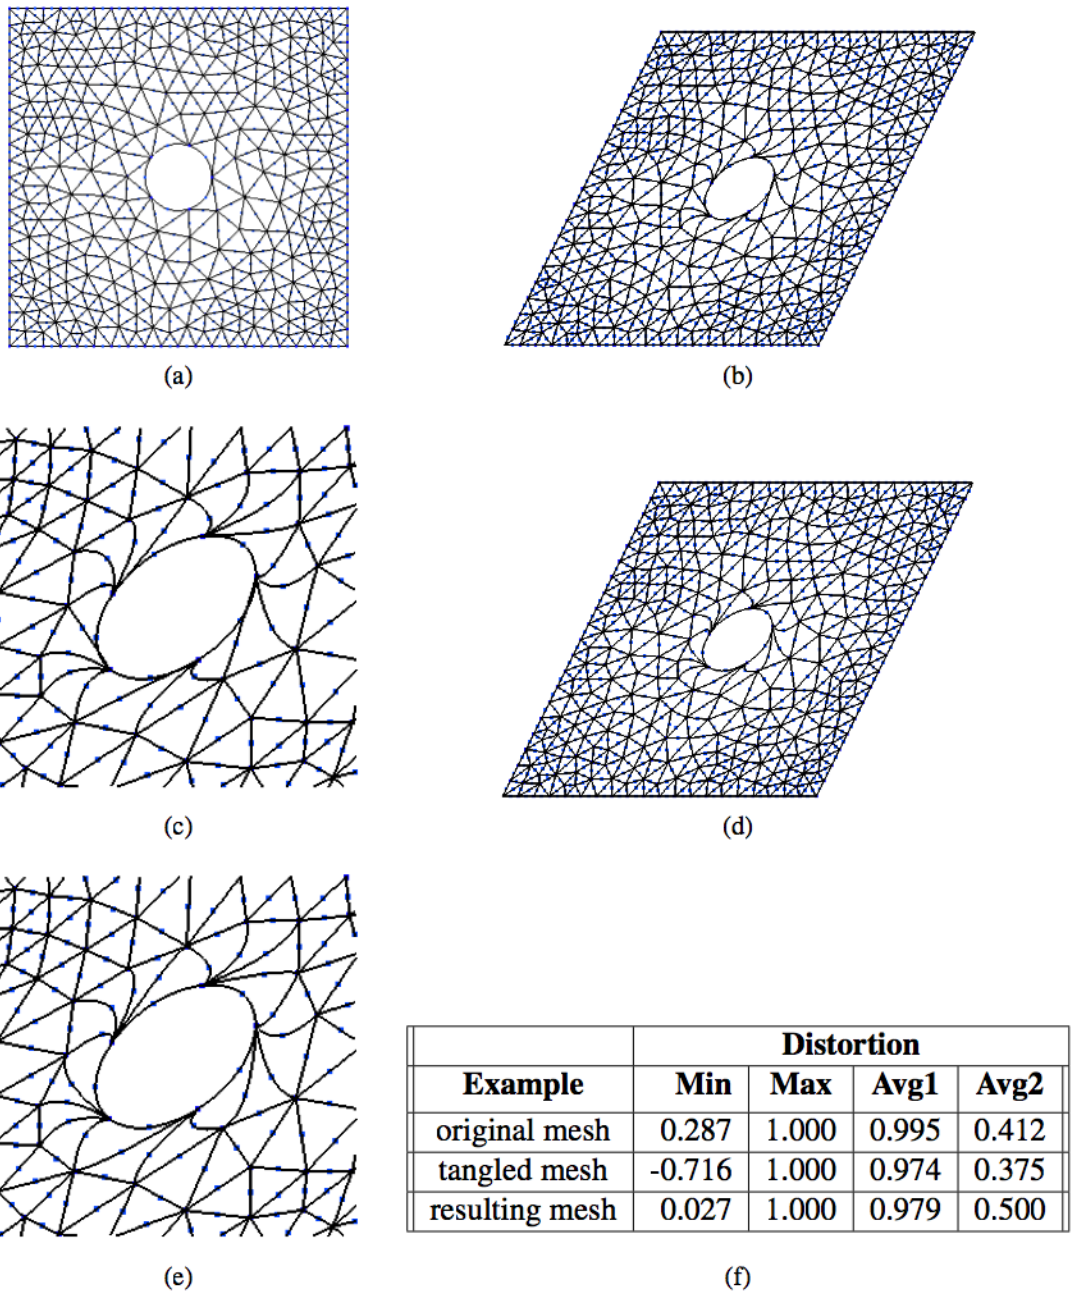 (a)
(b)
(c)
(d)
Distortion
Example Min Max Avg1 Avg2
original mesh 0.287 1.000 0.995 0.412
tangled mesh -0.716 1.000 0.974 0.375
resulting mesh 0.027 1.000 0.979 0.500
(e)
(f)